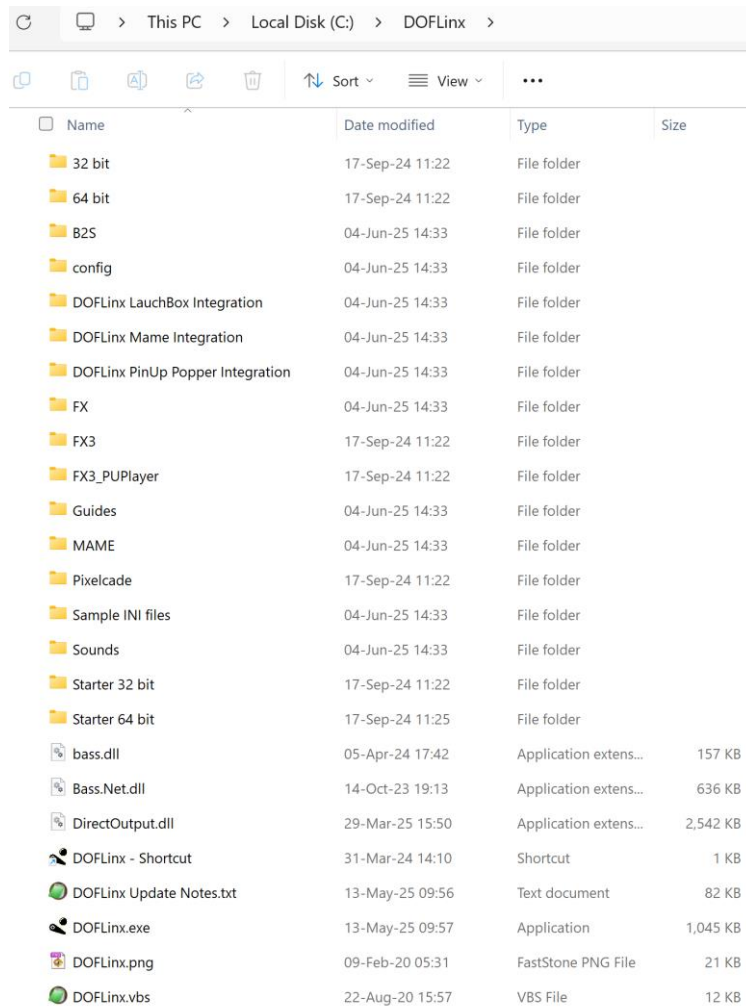 This PC > Local Disk (C:) > DOFLinx >
Sort View ...
Name Date modified Type Size
32 bit 17-Sep-24 11:22 File folder
64 bit 17-Sep-24 11:22 File folder
B2S 04-Jun-25 14:33 File folder
config 04-Jun-25 14:33 File folder
DOFLinx LauchBox Integration 04-Jun-25 14:33 File folder
DOFLinx Mame Integration 04-Jun-25 14:33 File folder
DOFLinx PinUp Popper Integration 04-Jun-25 14:33 File folder
FX 04-Jun-25 14:33 File folder
FX3 17-Sep-24 11:22 File folder
FX3_PUPlayer 17-Sep-24 11:22 File folder
Guides 04-Jun-25 14:33 File folder
MAME 04-Jun-25 14:33 File folder
Pixelcade 17-Sep-24 11:22 File folder
Sample INI files 04-Jun-25 14:33 File folder
Sounds 04-Jun-25 14:33 File folder
Starter 32 bit 17-Sep-24 11:22 File folder
Starter 64 bit 17-Sep-24 11:25 File folder
bass.dll 05-Apr-24 17:42 Application extens... 157 KB
Bass.Net.dll 14-Oct-23 19:13 Application extens... 636 KB
DirectOutput.dll 29-Mar-25 15:50 Application extens... 2,542 KB
DOFLinx - Shortcut 31-Mar-24 14:10 Shortcut 1 KB
DOFLinx Update Notes.txt 13-May-25 09:56 Text document 82 KB
DOFLinx.exe 13-May-25 09:57 Application 1,045 KB
DOFLinx.png 09-Feb-20 05:31 FastStone PNG File 21 KB
DOFLinx.vbs 22-Aug-20 15:57 VBS File 12 KB